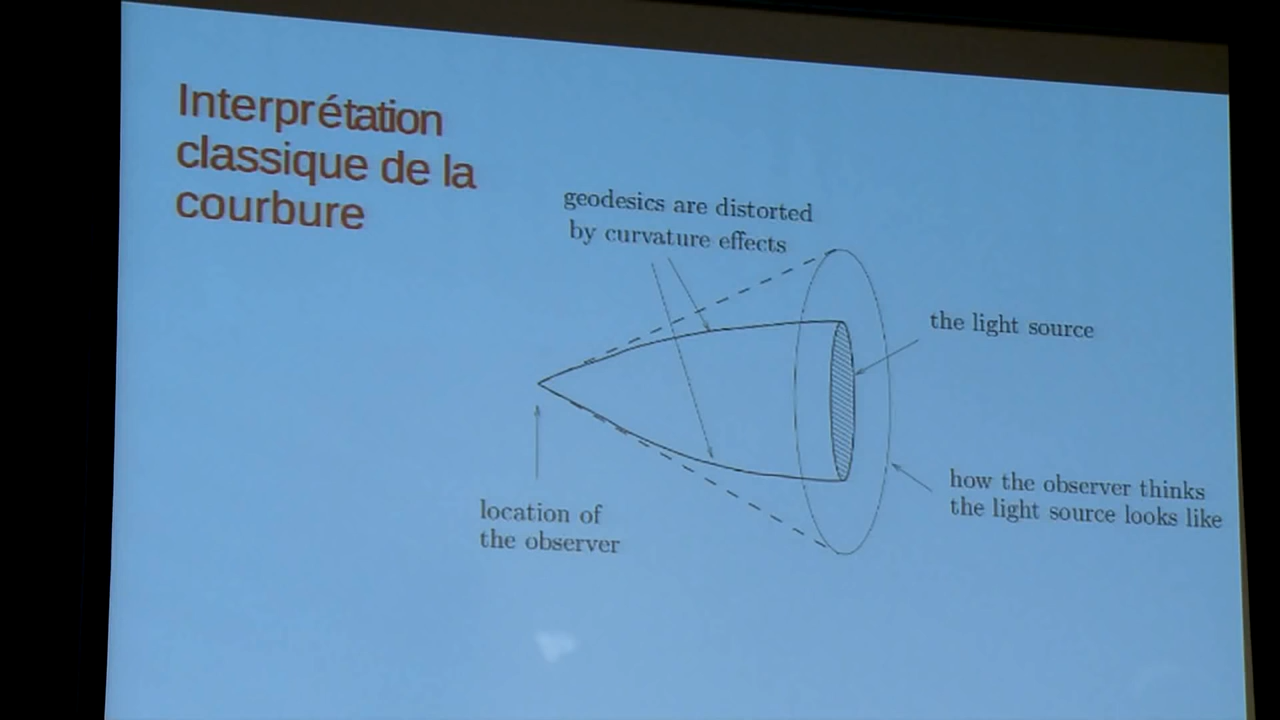 Interprétation
classique de la
courbure
geodesics are distorted
by curvature effects
the light source
how the observer thinks
the light source looks like
location of
the observer